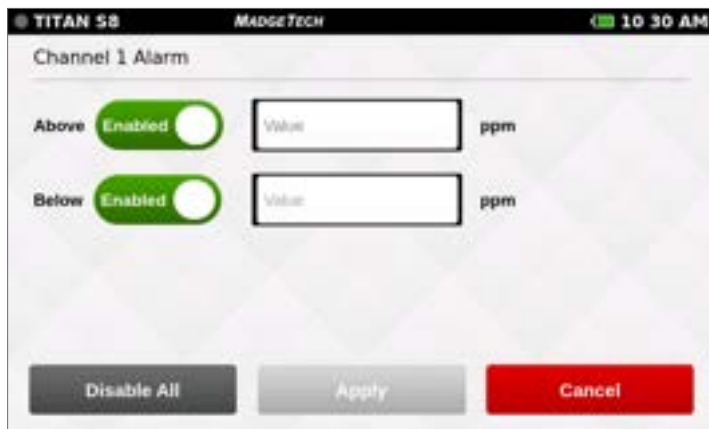 TITAN S8 MADGETECH 10 30 AM
Channel 1 Alarm
Above Enabled Value ppm
Below Enabled Value ppm
Disable All Apply Cancel